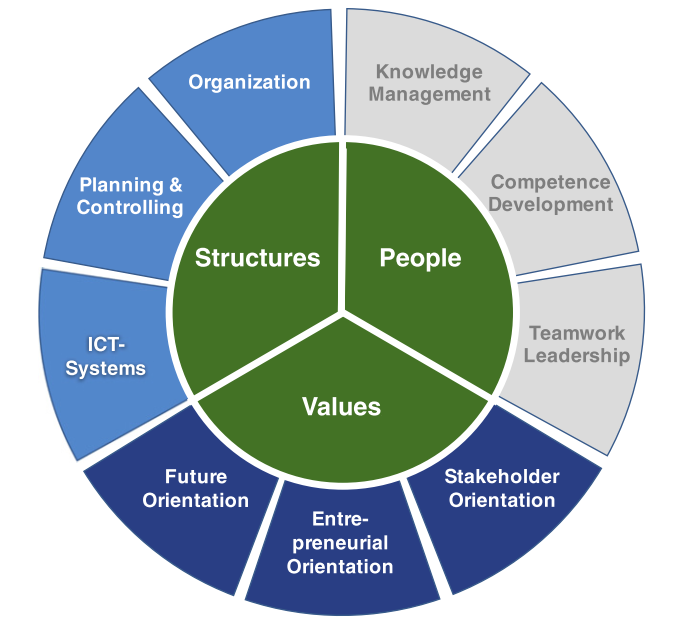 Organization
Knowledge
Management
Planning &
Controlling
Competence
Development
Structures
People
ICT-
Systems
Teamwork
Leadership
Values
Future
Orientation
Entre-
preneurial
Orientation
Stakeholder
Orientation